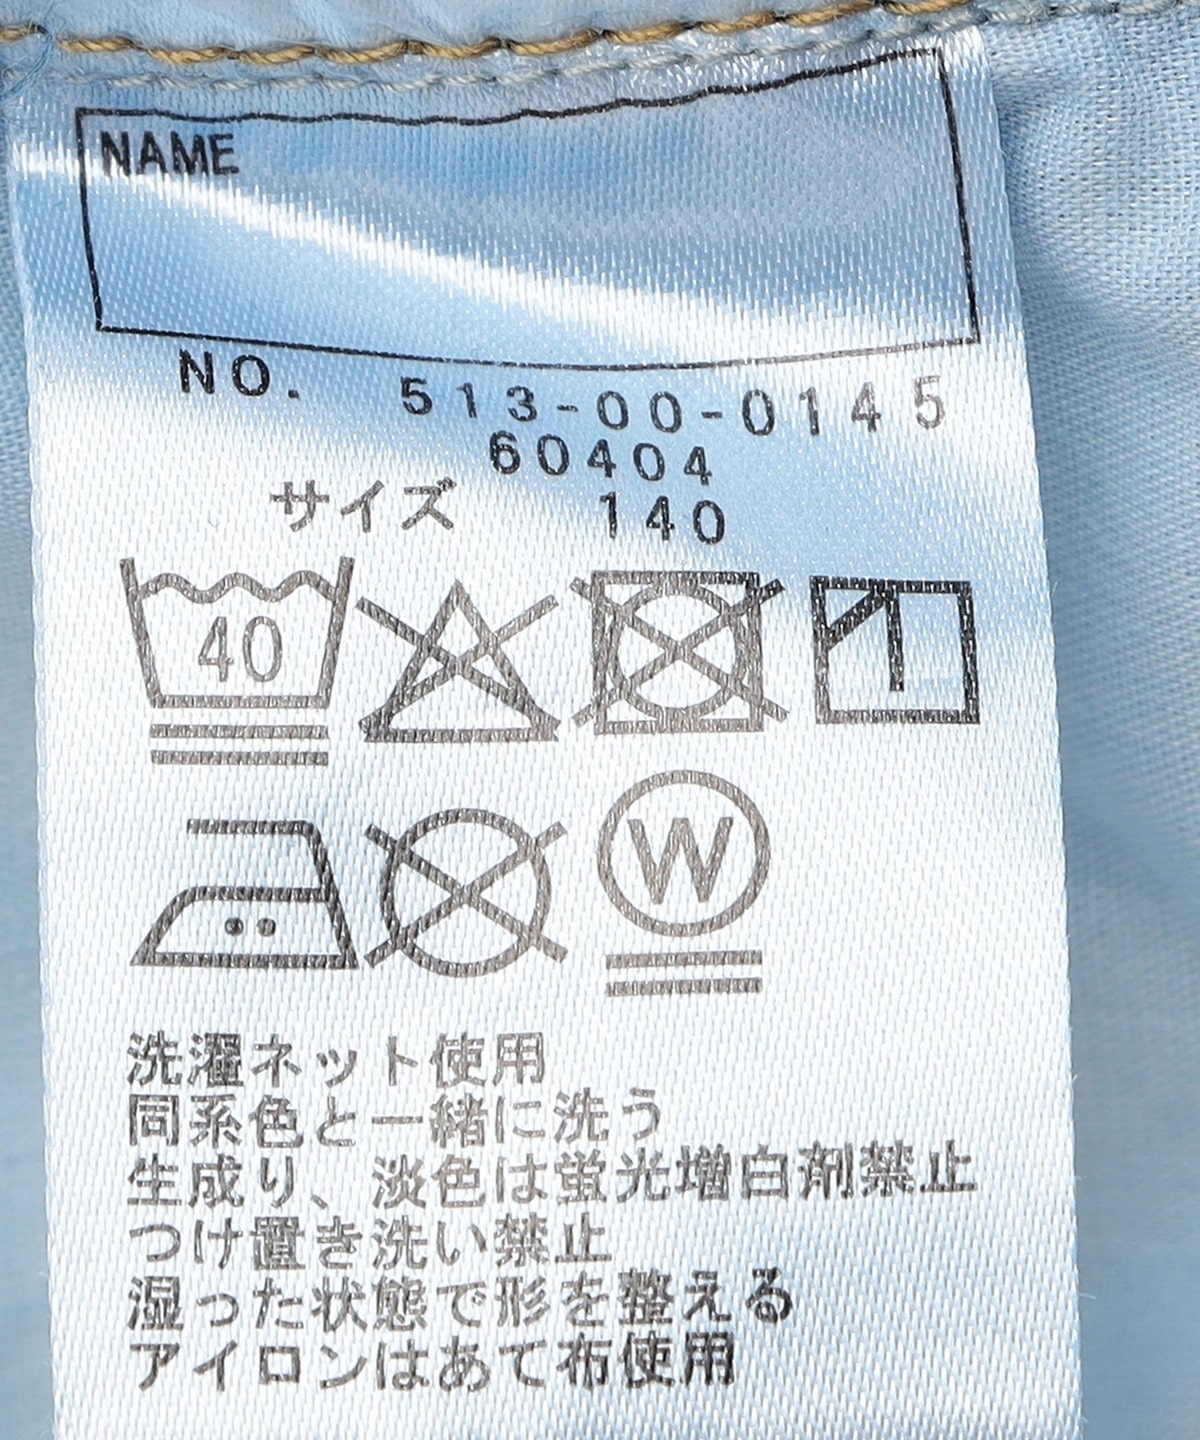 NAME
NO. 513-00-0145
60404
サイズ 140
40
W
洗濯ネット使用
同系色と一緒に洗う
生成り、淡色は蛍光増白剤禁止
つけ置き洗い禁止
湿った状態で形を整える
アイロンはあて布使用